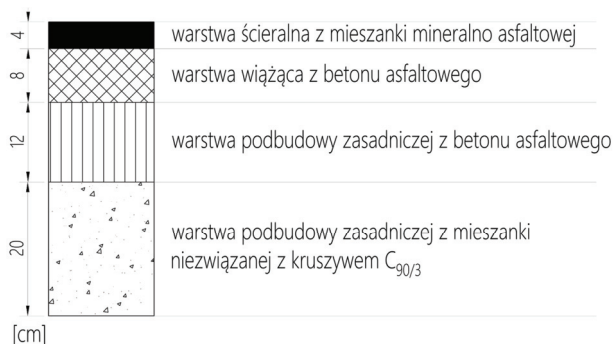 4 warstwa ścieralna z mieszanki mineralno asfaltowej
8 warstwa wiążąca z betonu asfaltowego
12 warstwa podbudowy zasadniczej z betonu asfaltowego
20 warstwa podbudowy zasadniczej z mieszanki
niezwiązanej z kruszywem C90/3
[cm]